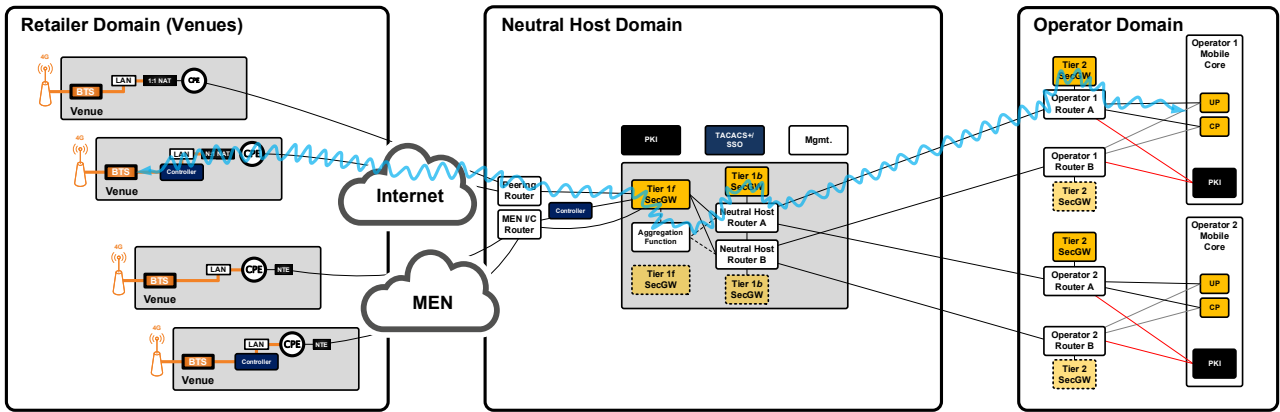 Retailer Domain (Venues)
4G
BTS
LAN
1:1 NAT
CPE
Venue
4G
BTS
LAN
CPE
Controller
Venue
4G
BTS
LAN
CPE
NTE
Venue
4G
BTS
LAN
CPE
NTE
Controller
Venue
Internet
MEN
Neutral Host Domain
Peering
Router
MEN I/C
Router
Controller
PKI
TACACS+/
SSO
Mgmt.
Tier 1f
SecGW
Aggregation
Function
Tier 1f
SecGW
Tier 1b
SecGW
Neutral Host
Router A
Neutral Host
Router B
Tier 1b
SecGW
Operator Domain
Tier 2
SecGW
Operator 1
Router A
Operator 1
Router B
Tier 2
SecGW
Operator 1
Mobile
Core
UP
CP
PKI
Tier 2
SecGW
Operator 2
Router A
Operator 2
Router B
Tier 2
SecGW
Operator 2
Mobile
Core
UP
CP
PKI